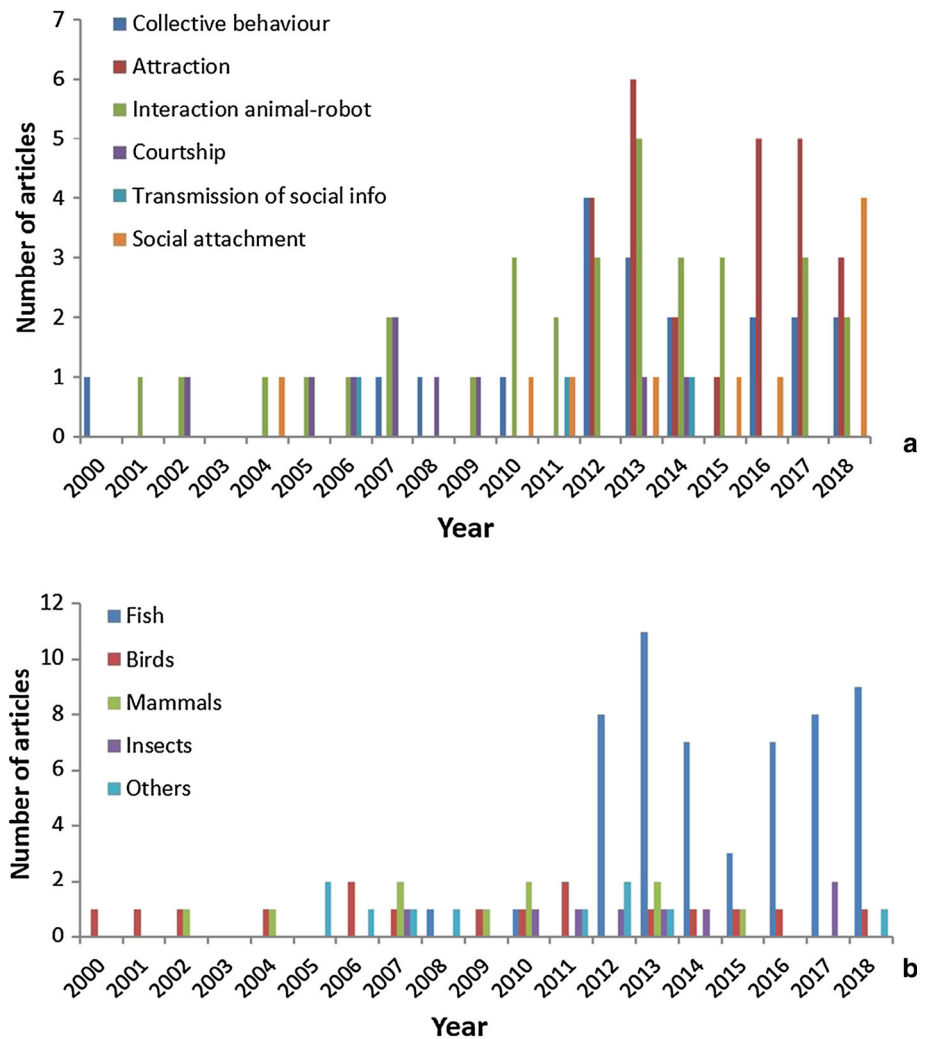 7
6
5
4
3
2
1
0
Number of articles
Collective behaviour
Attraction
Interaction animal-robot
Courtship
Transmission of social info
Social attachment
2000 2001 2002 2003 2004 2005 2006 2007 2008 2009 2010 2011 2012 2013 2014 2015 2016 2017 2018
a
Year
12
10
8
6
4
2
0
Number of articles
Fish
Birds
Mammals
Insects
Others
2000 2001 2002 2003 2004 2005 2006 2007 2008 2009 2010 2011 2012 2013 2014 2015 2016 2017 2018
b
Year